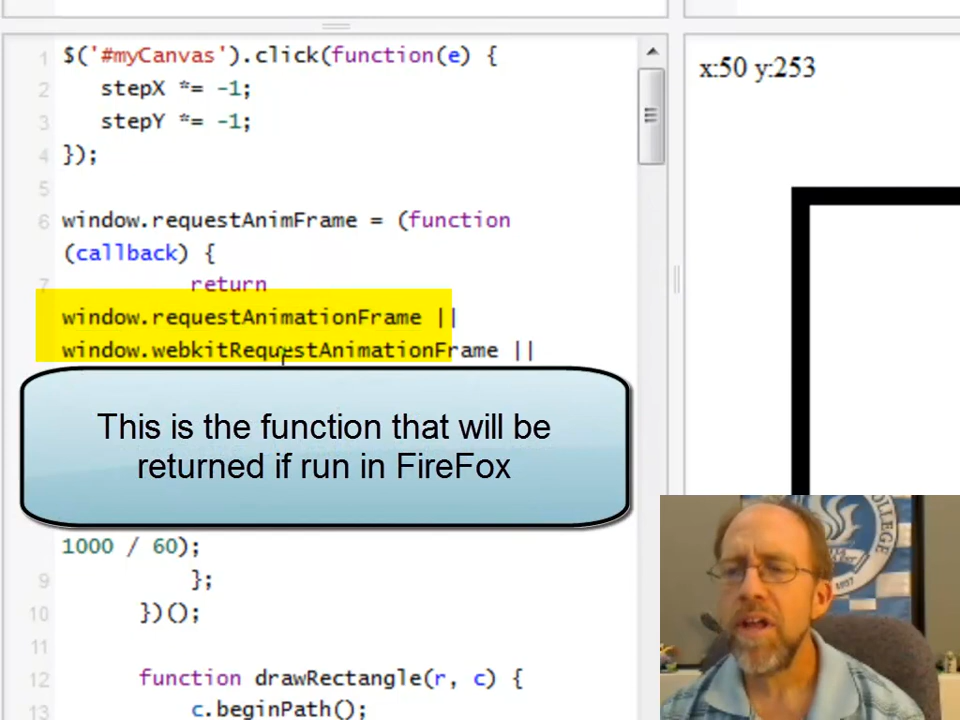 1 $('#myCanvas').click(function(e) {
2 stepX *= -1;
3 stepY *= -1;
4 });
5
6 window.requestAnimFrame = (function
(callback) {
7 return
window.requestAnimationFrame ||
window.webkitRequestAnimationFrame ||
This is the function that will be
returned if run in FireFox
1000 / 60);
9 };
10 })();
11
12 function drawRectangle(r, c) {
13 c.beginPath();
x:50 y:253
COLLEGE